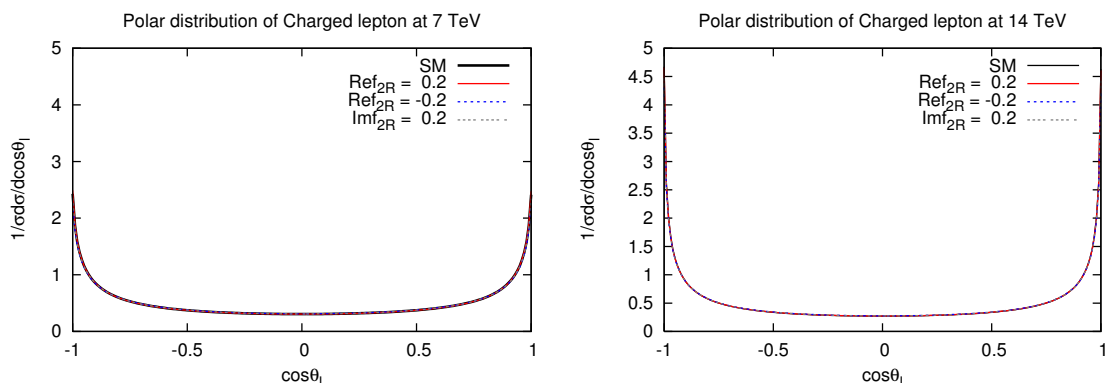 Polar distribution of Charged lepton at 7 TeV
5
4
3
2
1
0
-1
-0.5
0
0.5
1
1/σdσ/dcosθl
cosθl
SM
Ref2R = 0.2
Ref2R = -0.2
Imf2R = 0.2
Polar distribution of Charged lepton at 14 TeV
5
4.5
4
3.5
3
2.5
2
1.5
1
0.5
0
-1
-0.5
0
0.5
1
1/σdσ/dcosθl
cosθl
SM
Ref2R = 0.2
Ref2R = -0.2
Imf2R = 0.2